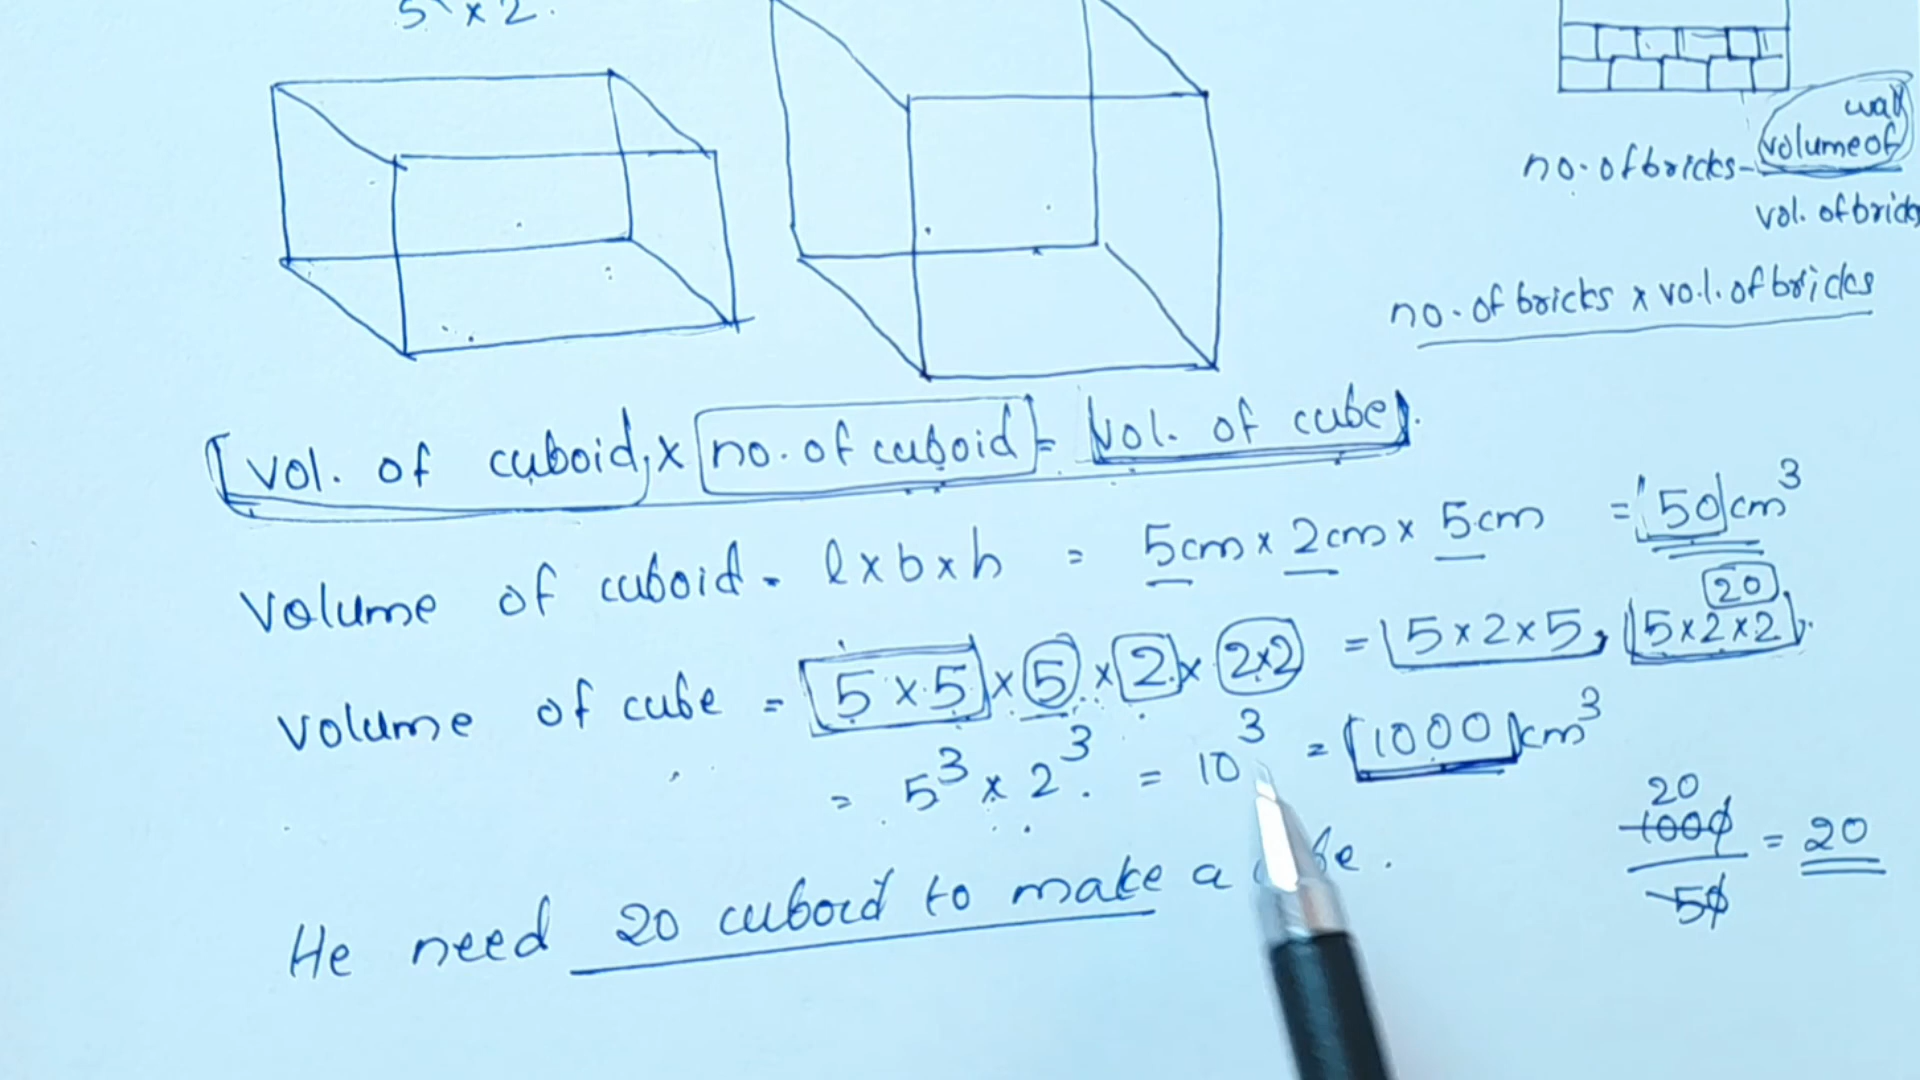 5² x 2.
wall
volume of
no. of bricks -
vol. of bricks
no. of bricks x vol. of bricks
vol. of cuboid x no. of cuboid = vol. of cube.
Volume of cuboid = l x b x h = 5cm x 2cm x 5cm = 50 cm³
20
Volume of cube = 5 x 5 x 5 x 2 x 2x2 = 5 x 2 x 5, 5x2x2.
= 5³ x 2³. = 10³ = 1000 cm³
20
1000
50
= 20
He need 20 cuboid to make a